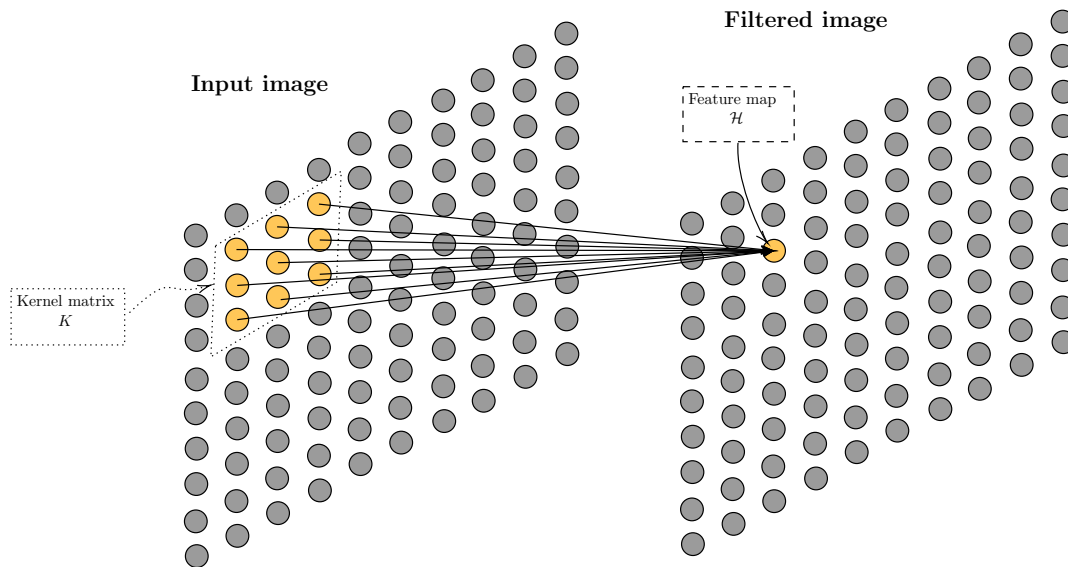 Filtered image
Input image
Feature map
ℋ
Kernel matrix
K